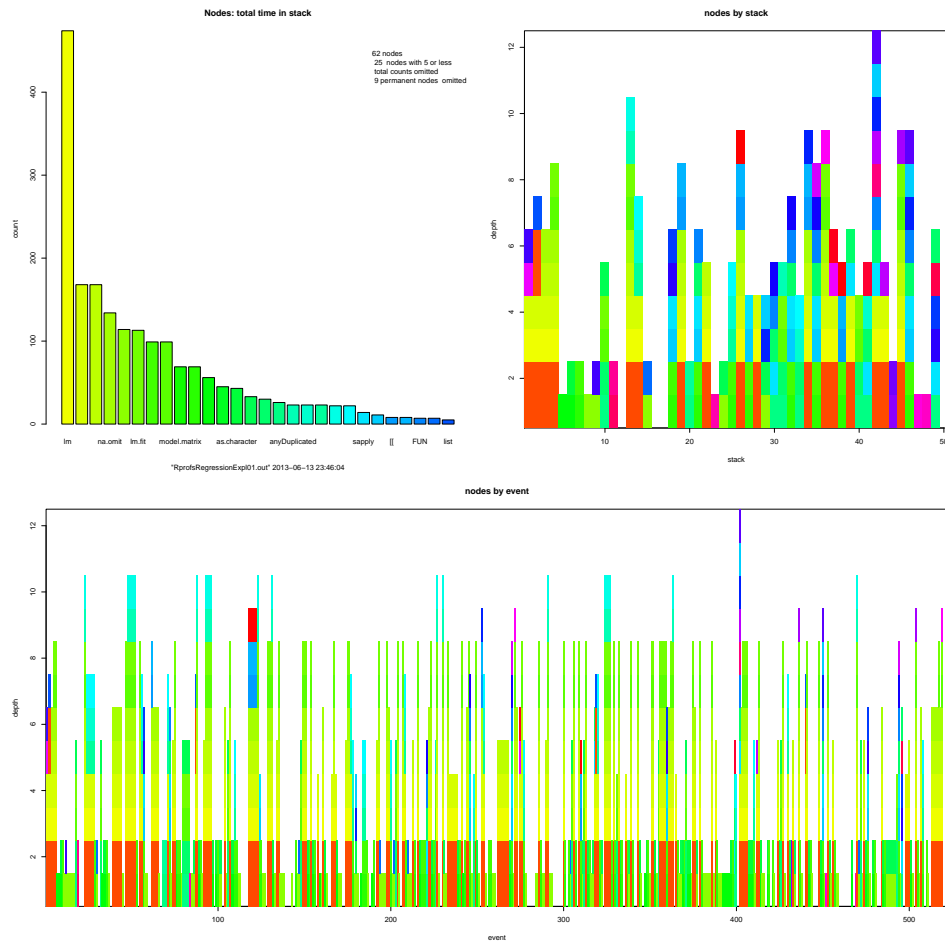 Nodes: total time in stack
62 nodes
25 nodes with 5 or less
total counts omitted
9 permanent nodes omitted
count
0
100
200
300
400
lm
na.omit
lm.fit
model.matrix
as.character
anyDuplicated
sapply
[[
FUN
list
"RprofsRegressionExpl01.out" 2013−06−13 23:46:04
nodes by stack
depth
2
4
6
8
10
12
10
20
30
40
50
stack
nodes by event
depth
2
4
6
8
10
12
100
200
300
400
500
event